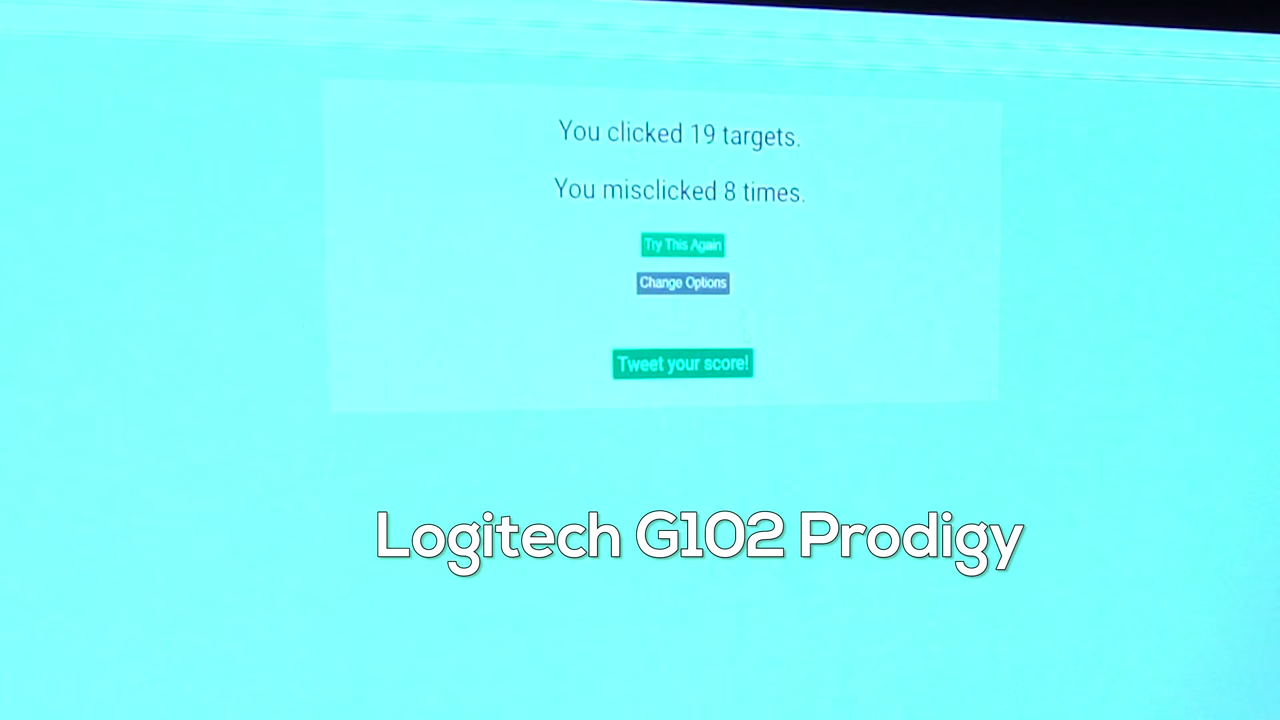 You clicked 19 targets.
You misclicked 8 times.
Try This Again
Change Options
Tweet your score!
Logitech G102 Prodigy